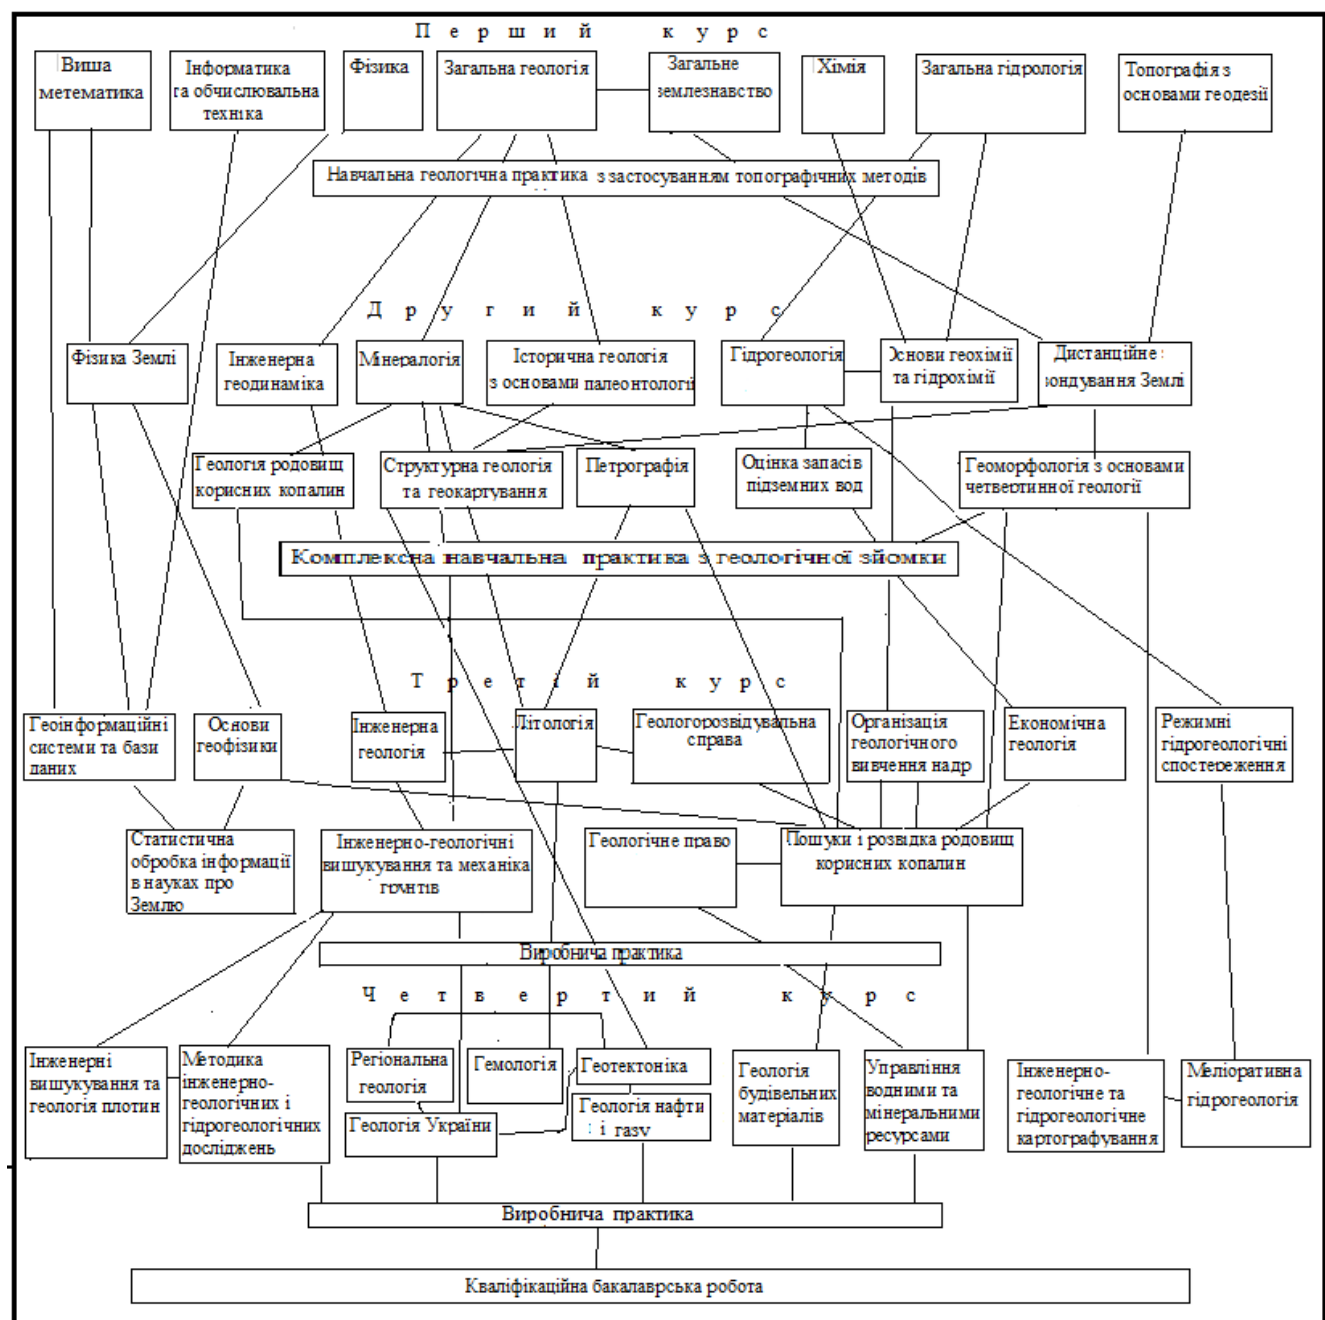 Перший курс
Виша
метематика
Інформатика
та обчислювальна
техніка
Фізика
Загальна геологія
Загальне
землезнавство
Хімія
Загальна гідрологія
Топографія з
основами геодезії
Навчальна геологічна практика з застосуванням топографічних методів
Другий курс
Фізика Землі
Інженерна
геодинаміка
Мінералогія
Історична геологія
з основами палеонтології
Гідрогеологія
Основи геохімії
та гідрохімії
Дистанційне з
ондування Землі
Геологія родовищ
корисних копалин
Структурна геологія
та геокартування
Петрографія
Оцінка запасів
підземних вод
Геоморфологія з основами
четвертинної геології
Комплексна навчальна практика з геологічної зйомки
Третій курс
Геоінформаційні
системи та бази
даних
Основи
геофізики
Інженерна
геологія
Літологія
Геологорозвідувальна
справа
Організація
геологічного
вивчення надр
Економічна
геологія
Режимні
гідрогеологічні
спостереження
Статистична
обробка інформації
в науках про
Землю
Інженерно-геологічні
вишукування та механіка
ґрунтів
Геологічне право
Пошуки і розвідка родовищ
корисних копалин
Виробнича практика
Четвертий курс
Інженерні
вишукування та
геологія плотин
Методика
інженерно-
геологічних і
гідрогеологічних
досліджень
Регіональна
геологія
Гемологія
Геотектоніка
Геологія України
Геологія нафти
і газу
Геологія
будівельних
матеріалів
Управління
водними та
мінеральними
ресурсами
Інженерно-
геологічне та
гідрогеологічне
картографування
Меліоративна
гідрогеологія
Виробнича практика
Кваліфікаційна бакалаврська робота